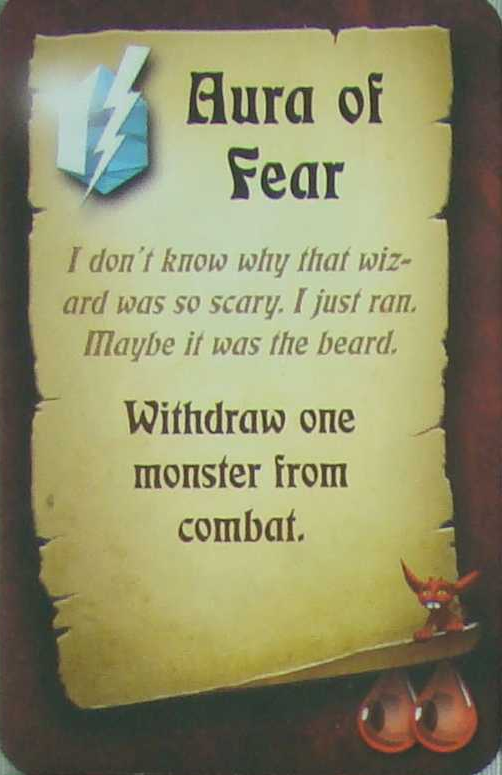 1
Aura of
Fear
I don't know why that wiz-
ard was so scary. I just ran.
Maybe it was the beard.
Withdraw one
monster from
combat.